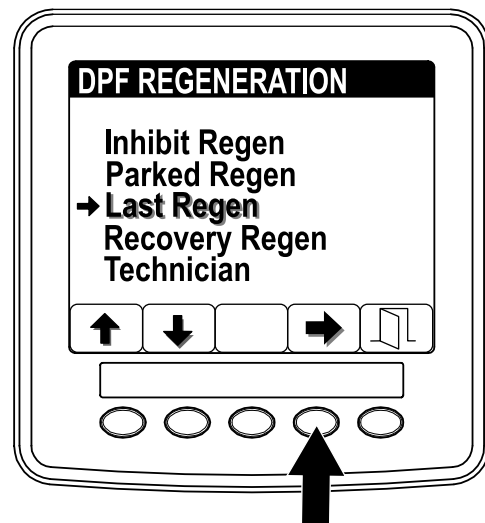 DPF REGENERATION
Inhibit Regen
Parked Regen
Last Regen
Recovery Regen
Technician